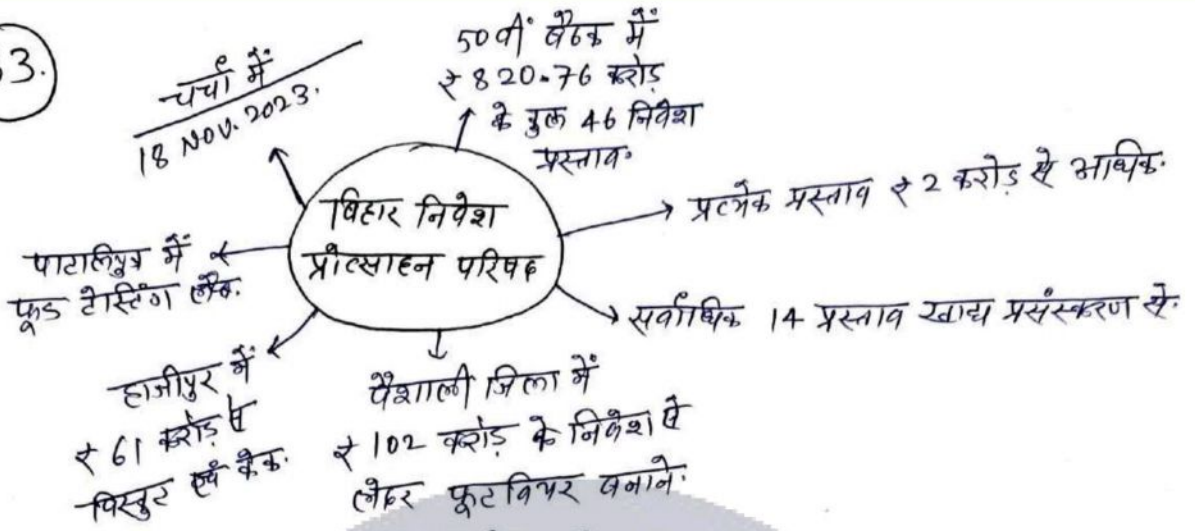 3.
चर्चा में
18 NOV. 2023.
50वीं बैठक में
₹820.76 करोड़
के कुल 46 निवेश
प्रस्ताव.
बिहार निवेश
प्रोत्साहन परिषद
प्रत्येक प्रस्ताव ₹2 करोड़ से अधिक.
सर्वाधिक 14 प्रस्ताव खाद्य प्रसंस्करण से.
वैशाली जिला में
₹102 करोड़ के निवेश से
लेदर फूटवियर बनाने.
हाजीपुर में
₹61 करोड़ से
बिस्कुट एवं केक.
पाटलिपुत्र में
फूड टेस्टिंग लैब.